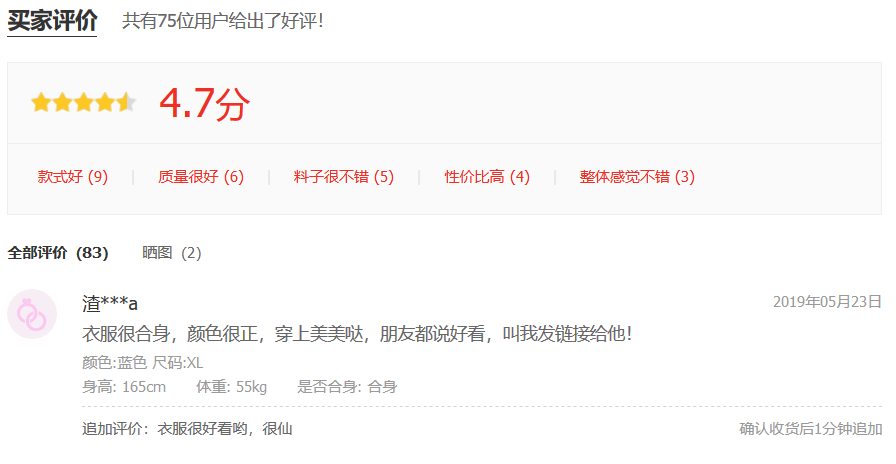 买家评价 共有75位用户给出了好评！
4.7分
款式好 (9) | 质量很好 (6) | 料子很不错 (5) | 性价比高 (4) | 整体感觉不错 (3)
全部评价（83） 晒图（2）
渣***a 2019年05月23日
衣服很合身，颜色很正，穿上美美哒，朋友都说好看，叫我发链接给他！
颜色:蓝色 尺码:XL
身高: 165cm 体重: 55kg 是否合身: 合身
追加评价：衣服很好看哟，很仙 确认收货后1分钟追加